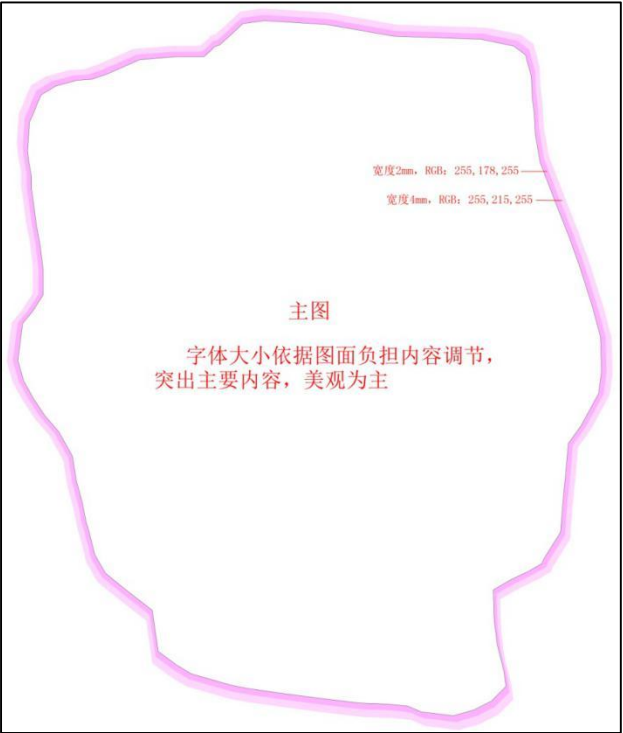 宽度2mm，RGB：255,178,255
宽度4mm，RGB：255,215,255
主图
字体大小依据图面负担内容调节，
突出主要内容，美观为主